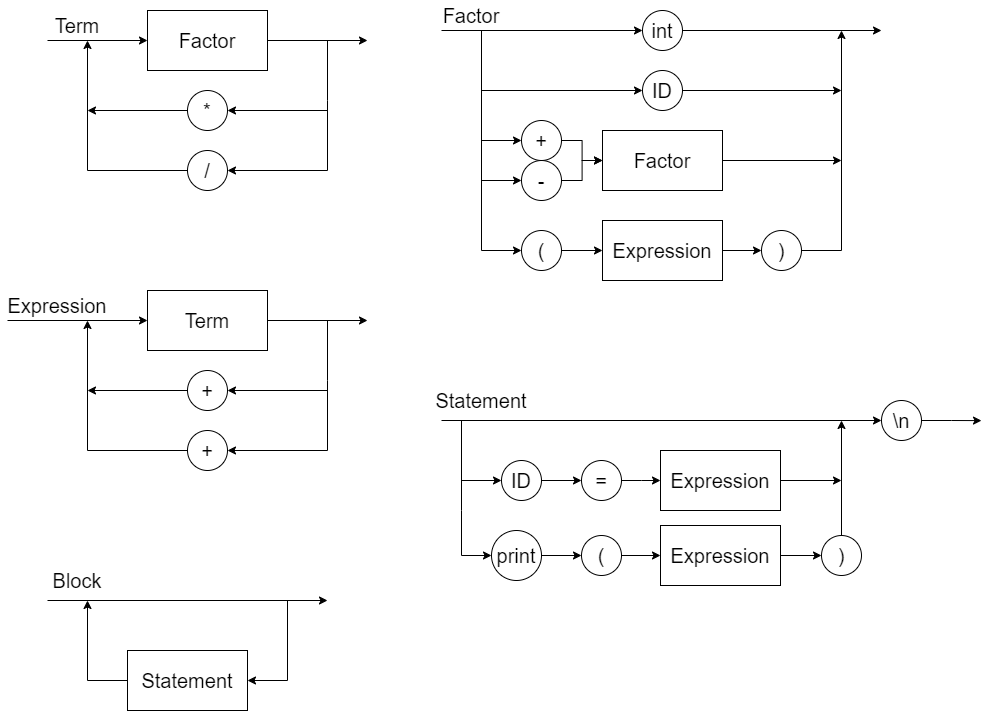 Term
Factor
*
/
Factor
int
ID
+
-
Factor
(
Expression
)
Expression
Term
+
+
Statement
\n
ID
=
Expression
print
(
Expression
)
Block
Statement